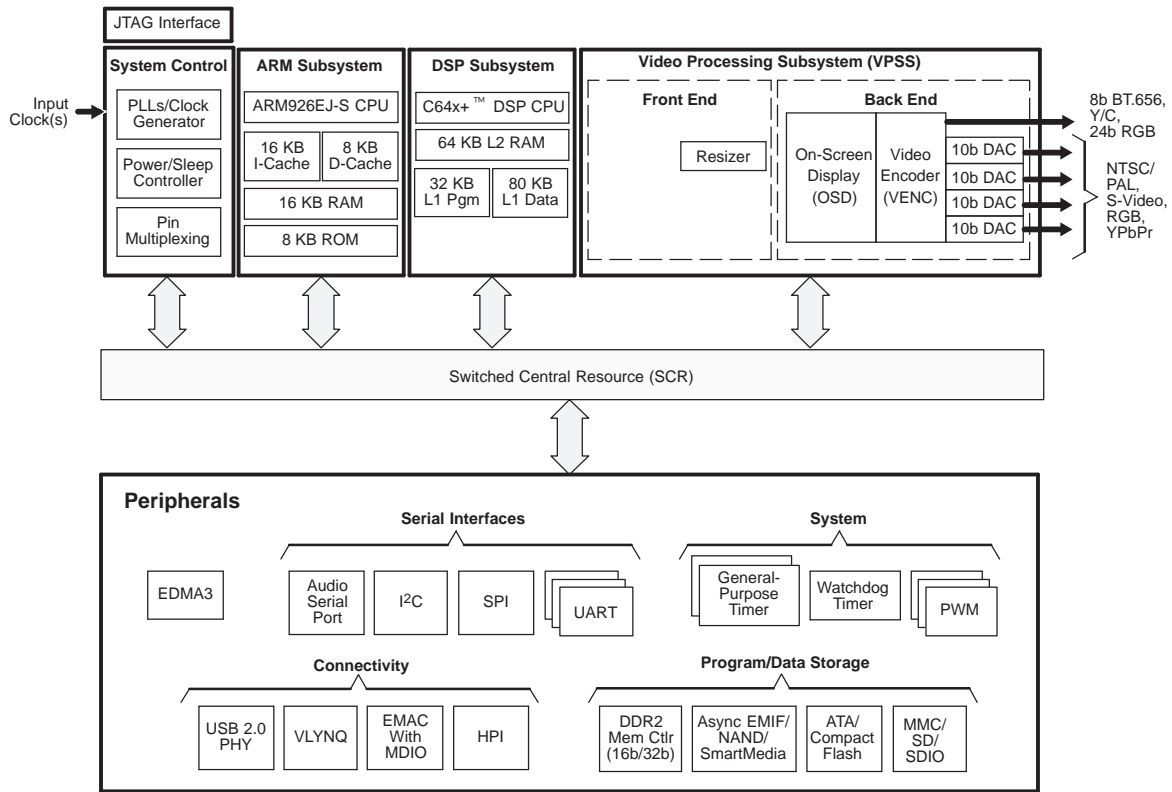 JTAG Interface
System Control
ARM Subsystem
DSP Subsystem
Video Processing Subsystem (VPSS)
Input
Clock(s)
PLLs/Clock
Generator
Power/Sleep
Controller
Pin
Multiplexing
ARM926EJ-S CPU
16 KB
I-Cache
8 KB
D-Cache
16 KB RAM
8 KB ROM
C64x+™ DSP CPU
64 KB L2 RAM
32 KB
L1 Pgm
80 KB
L1 Data
Front End
Resizer
Back End
On-Screen
Display
(OSD)
Video
Encoder
(VENC)
10b DAC
10b DAC
10b DAC
10b DAC
8b BT.656,
Y/C,
24b RGB
NTSC/
PAL,
S-Video,
RGB,
YPbPr
Switched Central Resource (SCR)
Peripherals
EDMA3
Serial Interfaces
Audio
Serial
Port
I²C
SPI
UART
System
General-
Purpose
Timer
Watchdog
Timer
PWM
Connectivity
USB 2.0
PHY
VLYNQ
EMAC
With
MDIO
HPI
Program/Data Storage
DDR2
Mem Ctlr
(16b/32b)
Async EMIF/
NAND/
SmartMedia
ATA/
Compact
Flash
MMC/
SD/
SDIO